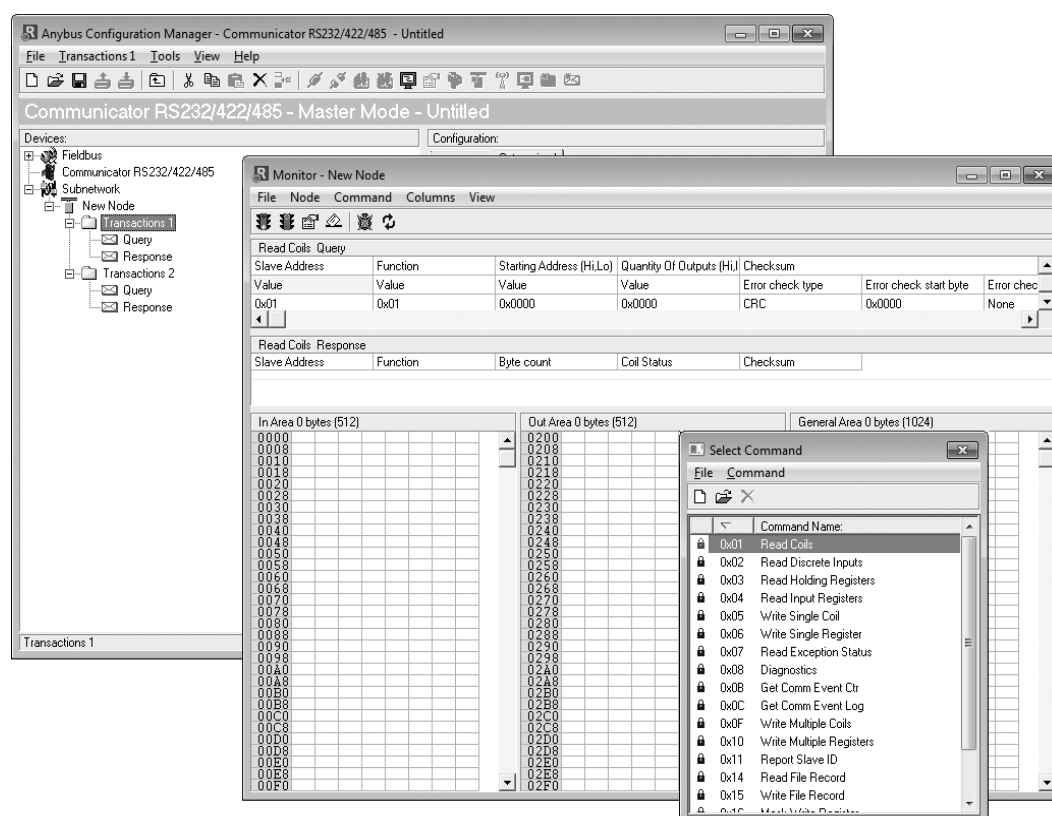 Anybus Configuration Manager - Communicator RS232/422/485 - Untitled
File Transactions 1 Tools View Help
Communicator RS232/422/485 - Master Mode - Untitled
Devices:
Configuration:
Fieldbus
Communicator RS232/422/485
Subnetwork
New Node
Transactions 1
Query
Response
Transactions 2
Query
Response
Transactions 1
Monitor - New Node
File Node Command Columns View
Read Coils Query
Slave Address Function Starting Address (Hi,Lo) Quantity Of Outputs (Hi,l Checksum
Value Value Value Value Error check type Error check start byte Error chec
0x01 0x01 0x0000 0x0000 CRC 0x0000 None
Read Coils Response
Slave Address Function Byte count Coil Status Checksum
In Area 0 bytes (512) Out Area 0 bytes (512) General Area 0 bytes (1024)
0000 0200
0008 0208
0010 0210
0018 0218
0020 0220
0028 0228
0030 0230
0038 0238
0040 0240
0048 0248
0050 0250
0058 0258
0060 0260
0068 0268
0070 0270
0078 0278
0080 0280
0088 0288
0090 0290
0098 0298
00A0 02A0
00A8 02A8
00B0 02B0
00B8 02B8
00C0 02C0
00C8 02C8
00D0 02D0
00D8 02D8
00E0 02E0
00E8 02E8
00F0 02F0
Select Command
File Command
Command Name:
0x01 Read Coils
0x02 Read Discrete Inputs
0x03 Read Holding Registers
0x04 Read Input Registers
0x05 Write Single Coil
0x06 Write Single Register
0x07 Read Exception Status
0x08 Diagnostics
0x0B Get Comm Event Ctr
0x0C Get Comm Event Log
0x0F Write Multiple Coils
0x10 Write Multiple Registers
0x11 Report Slave ID
0x14 Read File Record
0x15 Write File Record